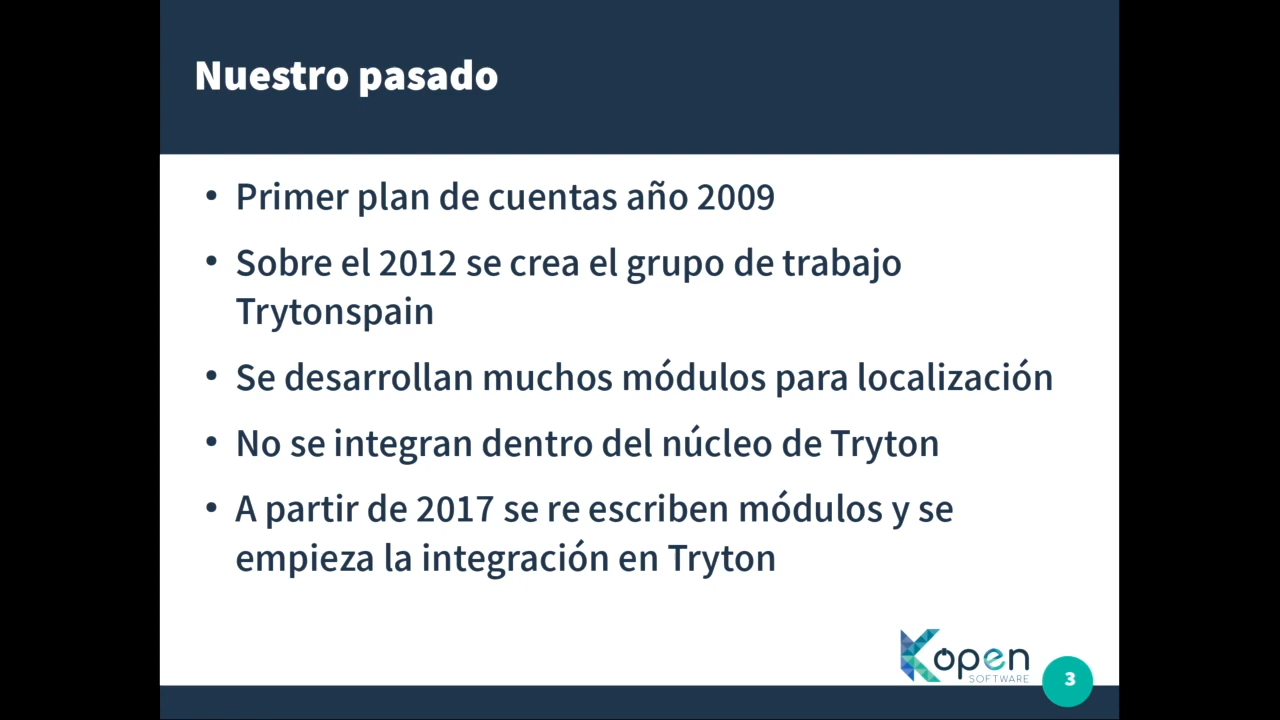 Nuestro pasado
• Primer plan de cuentas año 2009
• Sobre el 2012 se crea el grupo de trabajo
Trytonspain
• Se desarrollan muchos módulos para localización
• No se integran dentro del núcleo de Tryton
• A partir de 2017 se re escriben módulos y se
empieza la integración en Tryton
Kopen
SOFTWARE
3